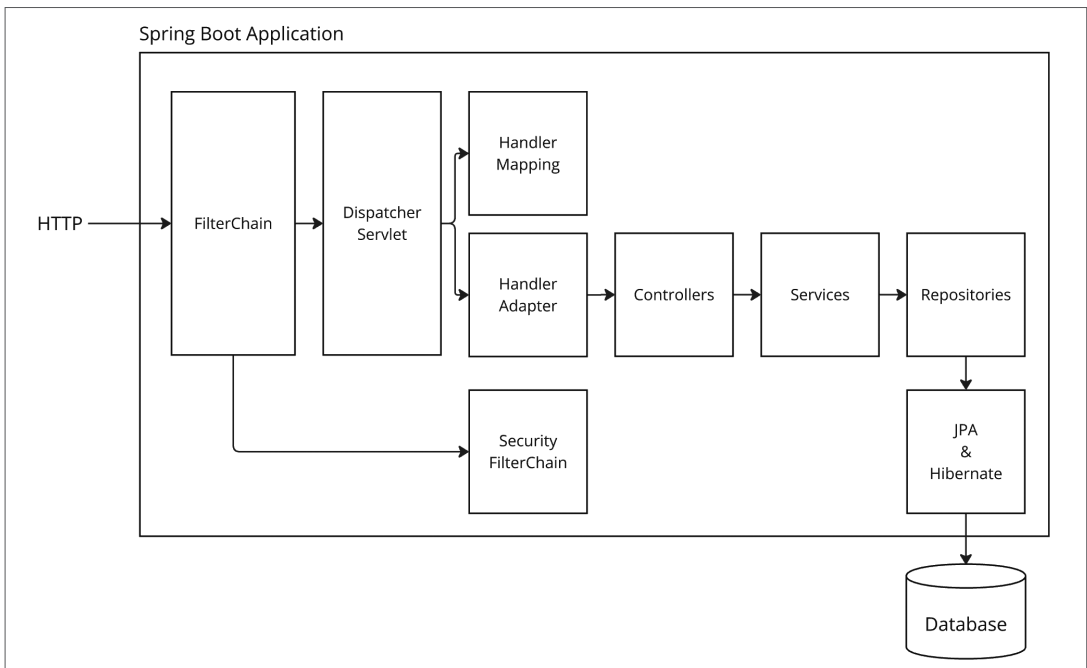 Spring Boot Application
HTTP
FilterChain
Dispatcher
Servlet
Handler
Mapping
Handler
Adapter
Controllers
Services
Repositories
Security
FilterChain
JPA
&
Hibernate
Database